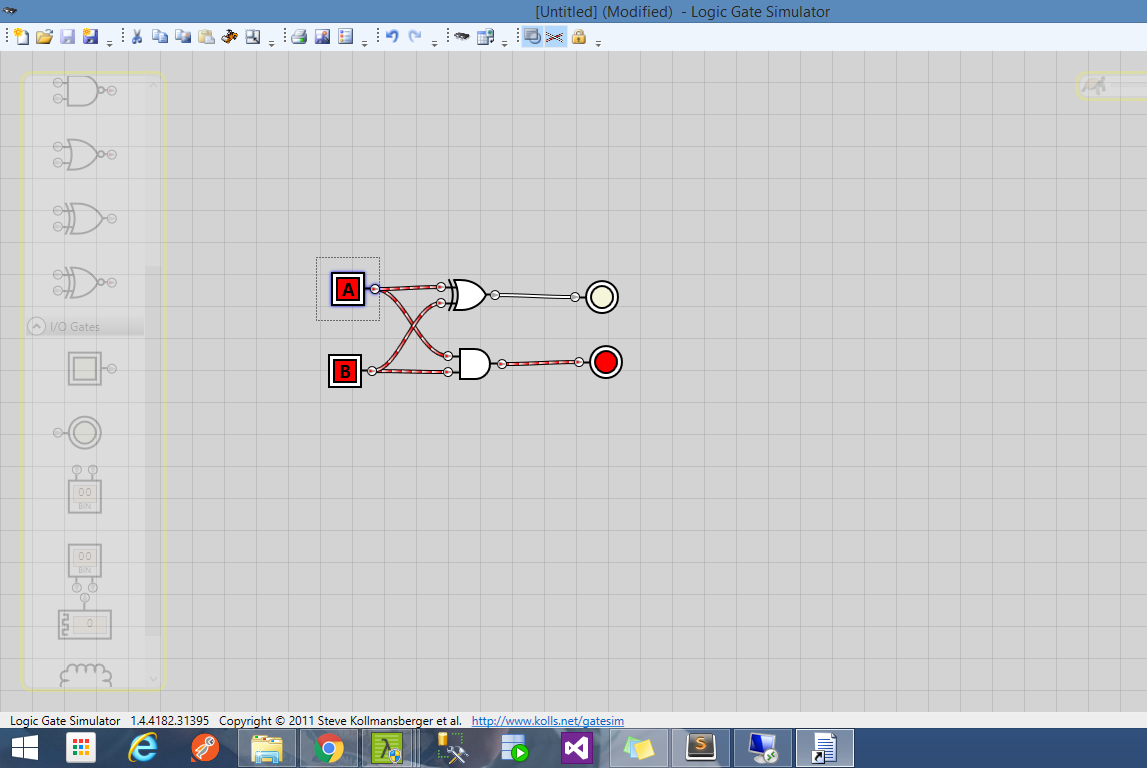 [Untitled] (Modified)  - Logic Gate Simulator
A
B
I/O Gates
00
BIN
00
BIN
0
Logic Gate Simulator 1.4.4182.31395 Copyright © 2011 Steve Kollmansberger et al. http://www.kolls.net/gatesim
S